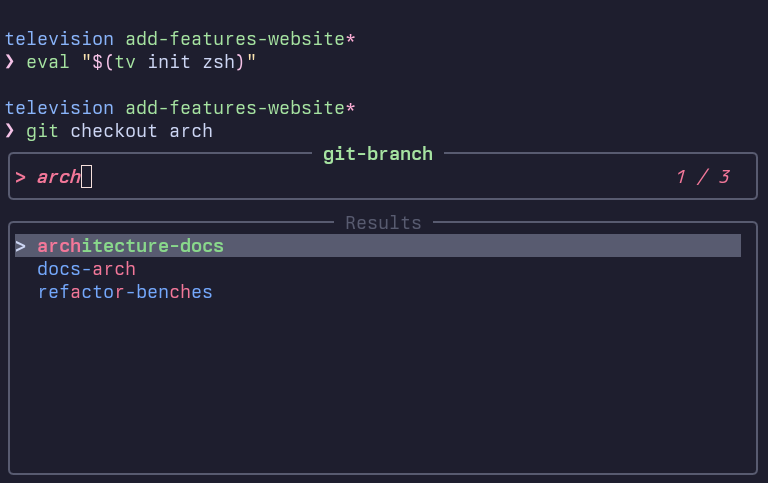 television add-features-website*
❯ eval "$(tv init zsh)"
television add-features-website*
❯ git checkout arch
git-branch
> arch 1 / 3
Results
> architecture-docs
docs-arch
refactor-benches